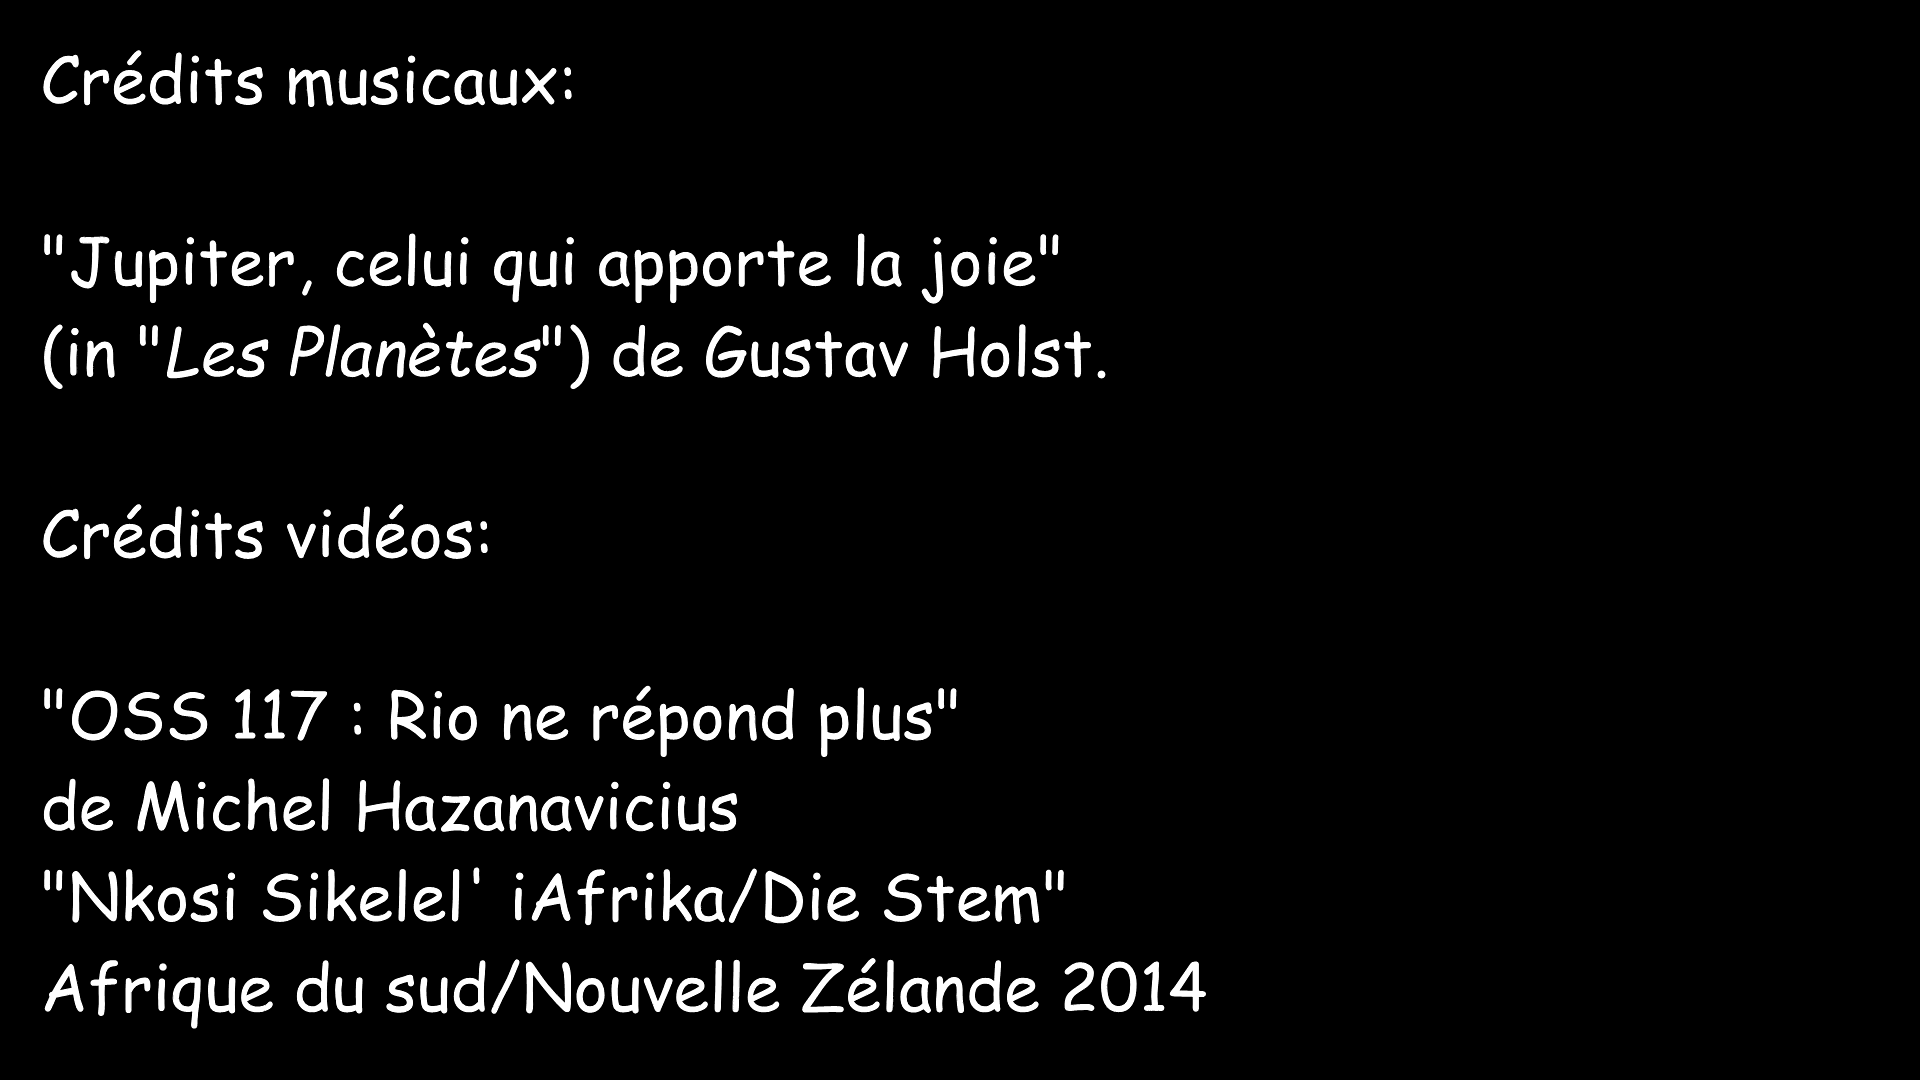 Crédits musicaux:
"Jupiter, celui qui apporte la joie"
(in "Les Planètes") de Gustav Holst.
Crédits vidéos:
"OSS 117 : Rio ne répond plus"
de Michel Hazanavicius
"Nkosi Sikelel' iAfrika/Die Stem"
Afrique du sud/Nouvelle Zélande 2014